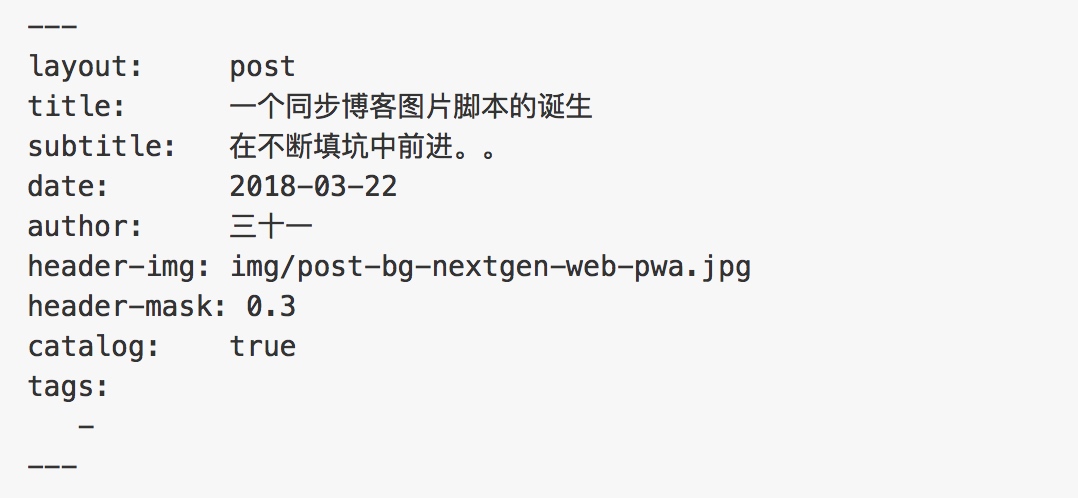 ---
layout:     post
title:      一个同步博客图片脚本的诞生
subtitle:   在不断填坑中前进。。
date:       2018-03-22
author:     三十一
header-img: img/post-bg-nextgen-web-pwa.jpg
header-mask: 0.3
catalog:    true
tags:
   -
---